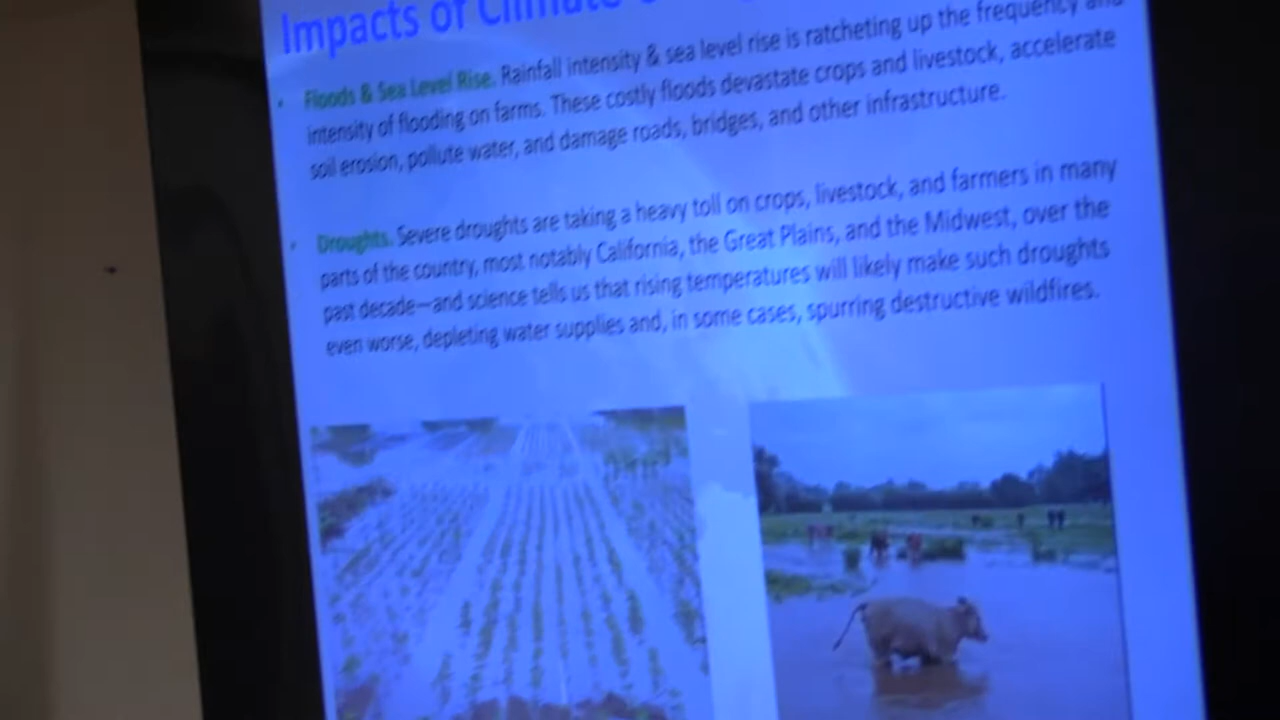 Impacts of Climate
Floods & Sea Level Rise. Rainfall intensity & sea level rise is ratcheting up the frequency and
intensity of flooding on farms. These costly floods devastate crops and livestock, accelerate
soil erosion, pollute water, and damage roads, bridges, and other infrastructure.
Droughts. Severe droughts are taking a heavy toll on crops, livestock, and farmers in many
parts of the country, most notably California, the Great Plains, and the Midwest, over the
past decade—and science tells us that rising temperatures will likely make such droughts
even worse, depleting water supplies and, in some cases, spurring destructive wildfires.